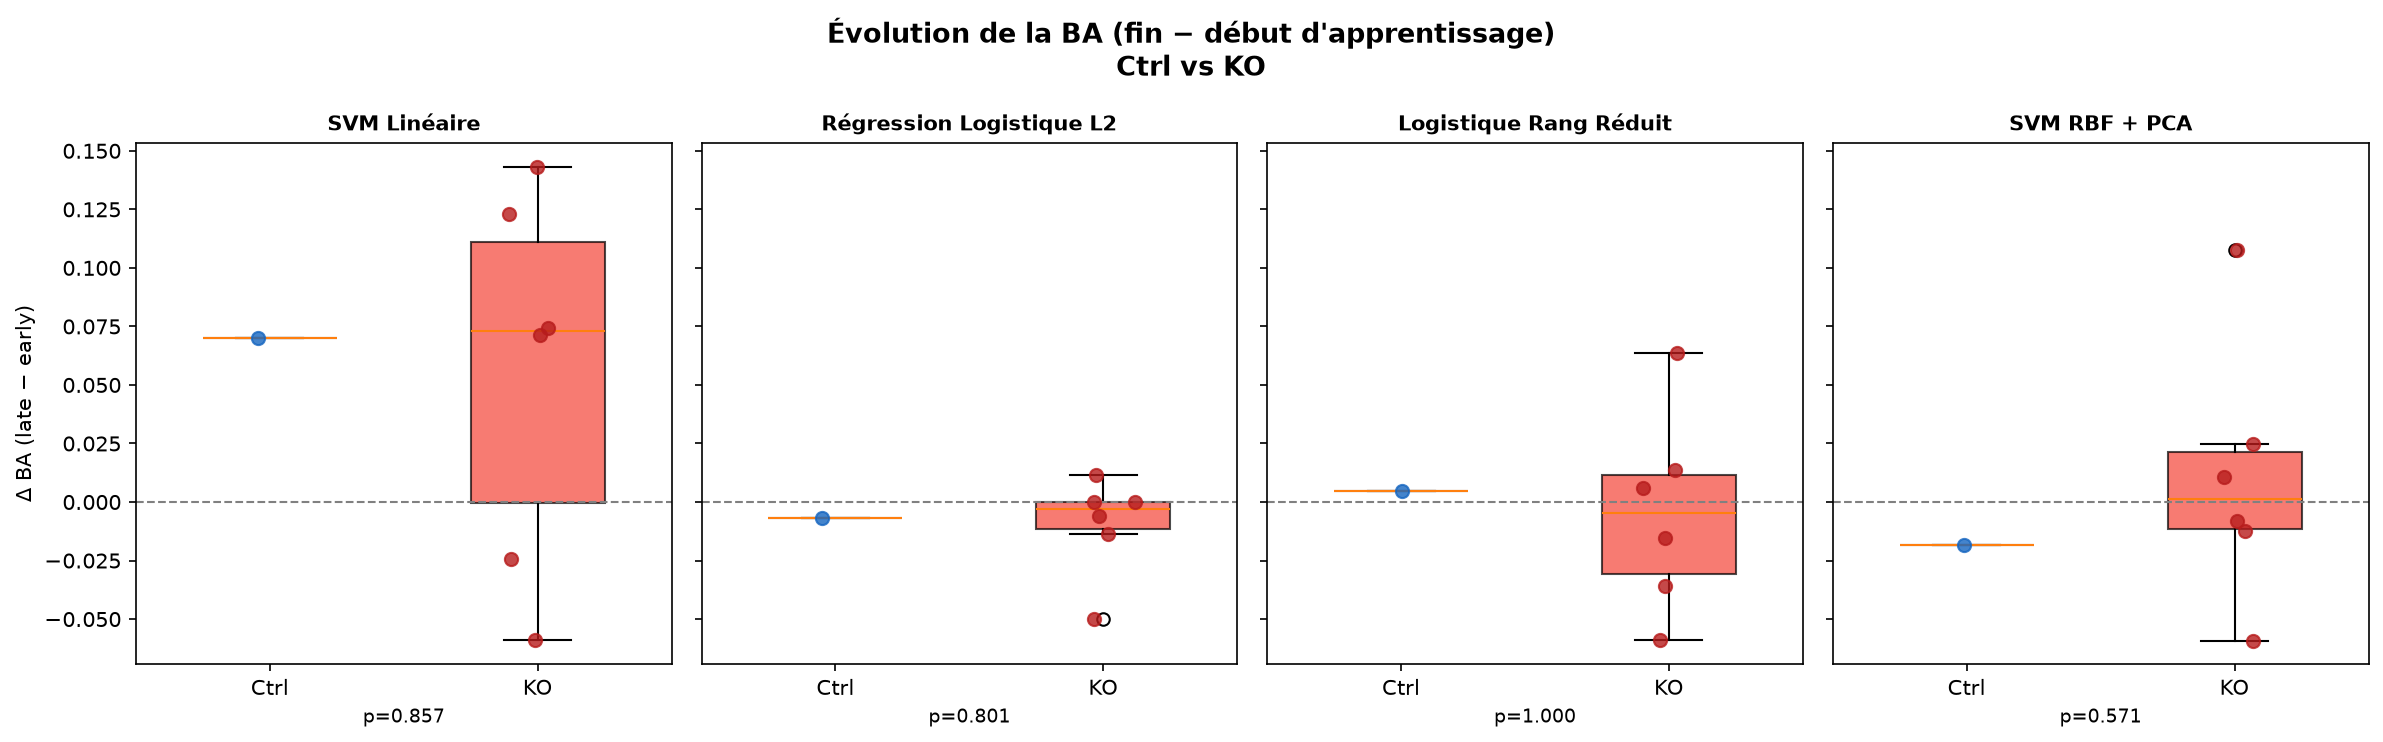 Évolution de la BA (fin − début d'apprentissage)
Ctrl vs KO
SVM Linéaire
Régression Logistique L2
Logistique Rang Réduit
SVM RBF + PCA
Δ BA (late − early)
0.150
0.125
0.100
0.075
0.050
0.025
0.000
−0.025
−0.050
Ctrl KO
p=0.857
Ctrl KO
p=0.801
Ctrl KO
p=1.000
Ctrl KO
p=0.571